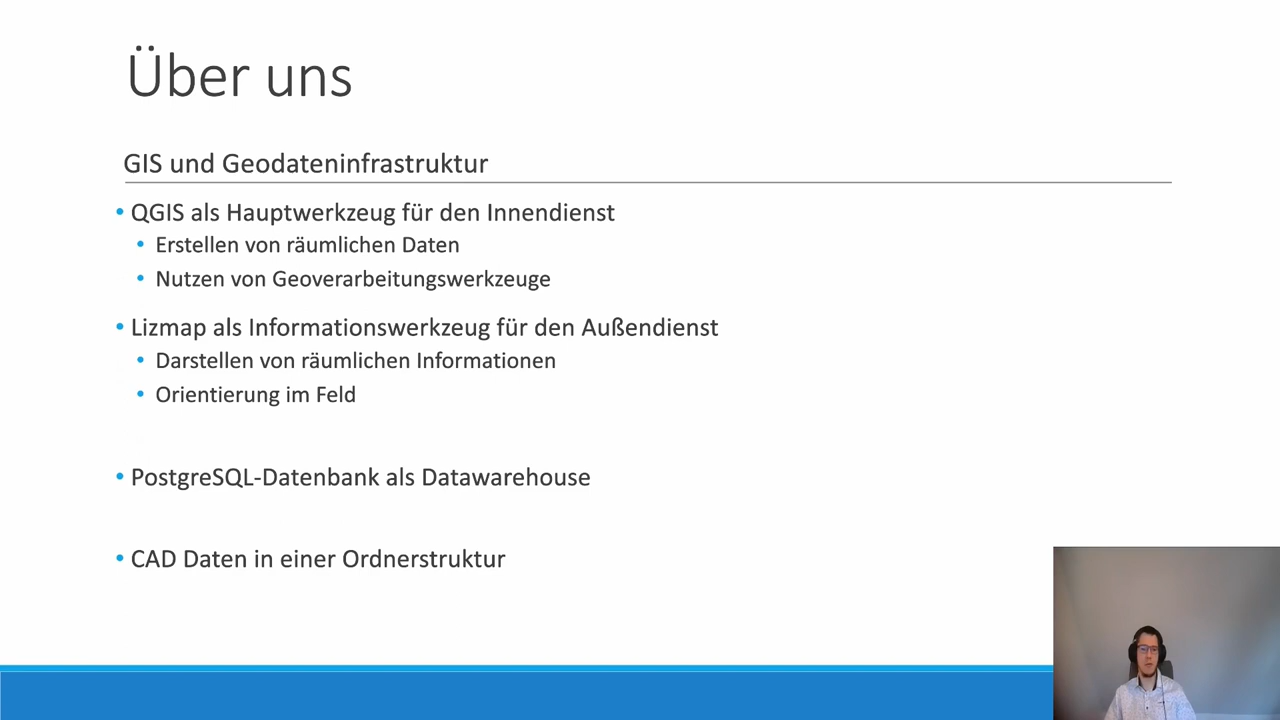 Über uns
GIS und Geodateninfrastruktur
• QGIS als Hauptwerkzeug für den Innendienst
• Erstellen von räumlichen Daten
• Nutzen von Geoverarbeitungswerkzeuge
• Lizmap als Informationswerkzeug für den Außendienst
• Darstellen von räumlichen Informationen
• Orientierung im Feld
• PostgreSQL-Datenbank als Datawarehouse
• CAD Daten in einer Ordnerstruktur